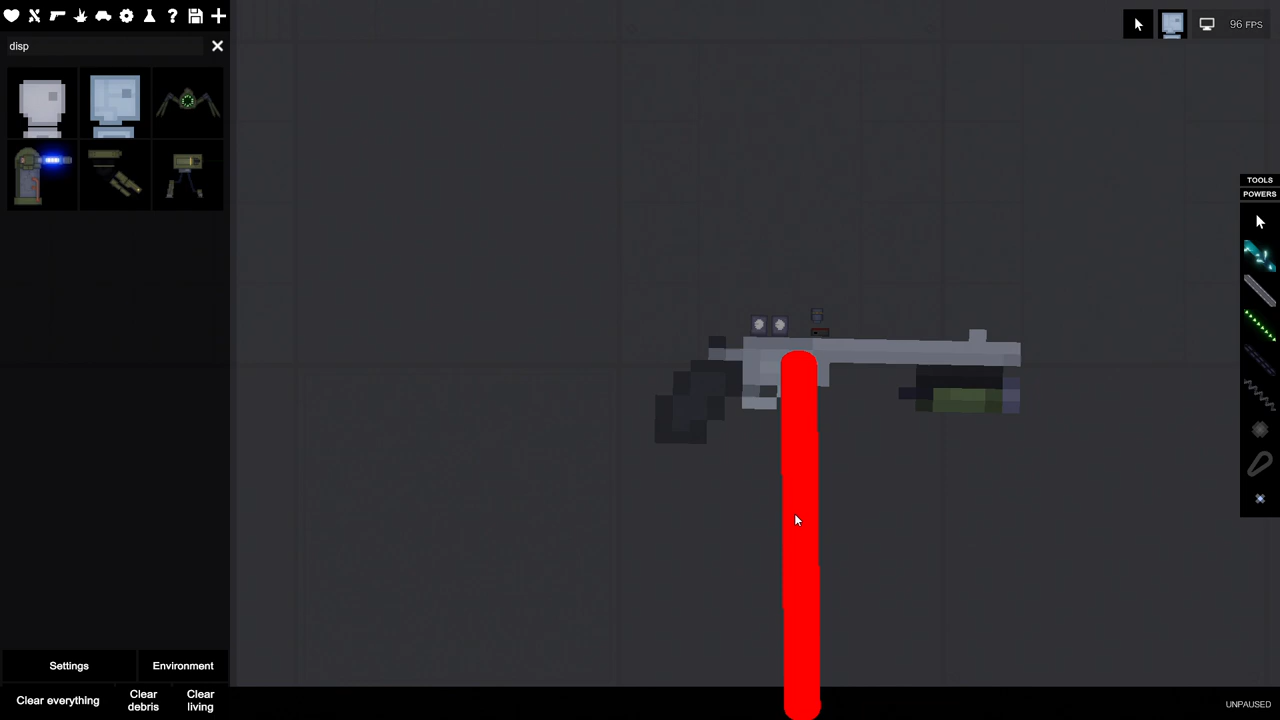 96 FPS
disp
TOOLS
POWERS
Settings
Environment
Clear everything
Clear debris
Clear living
UNPAUSED